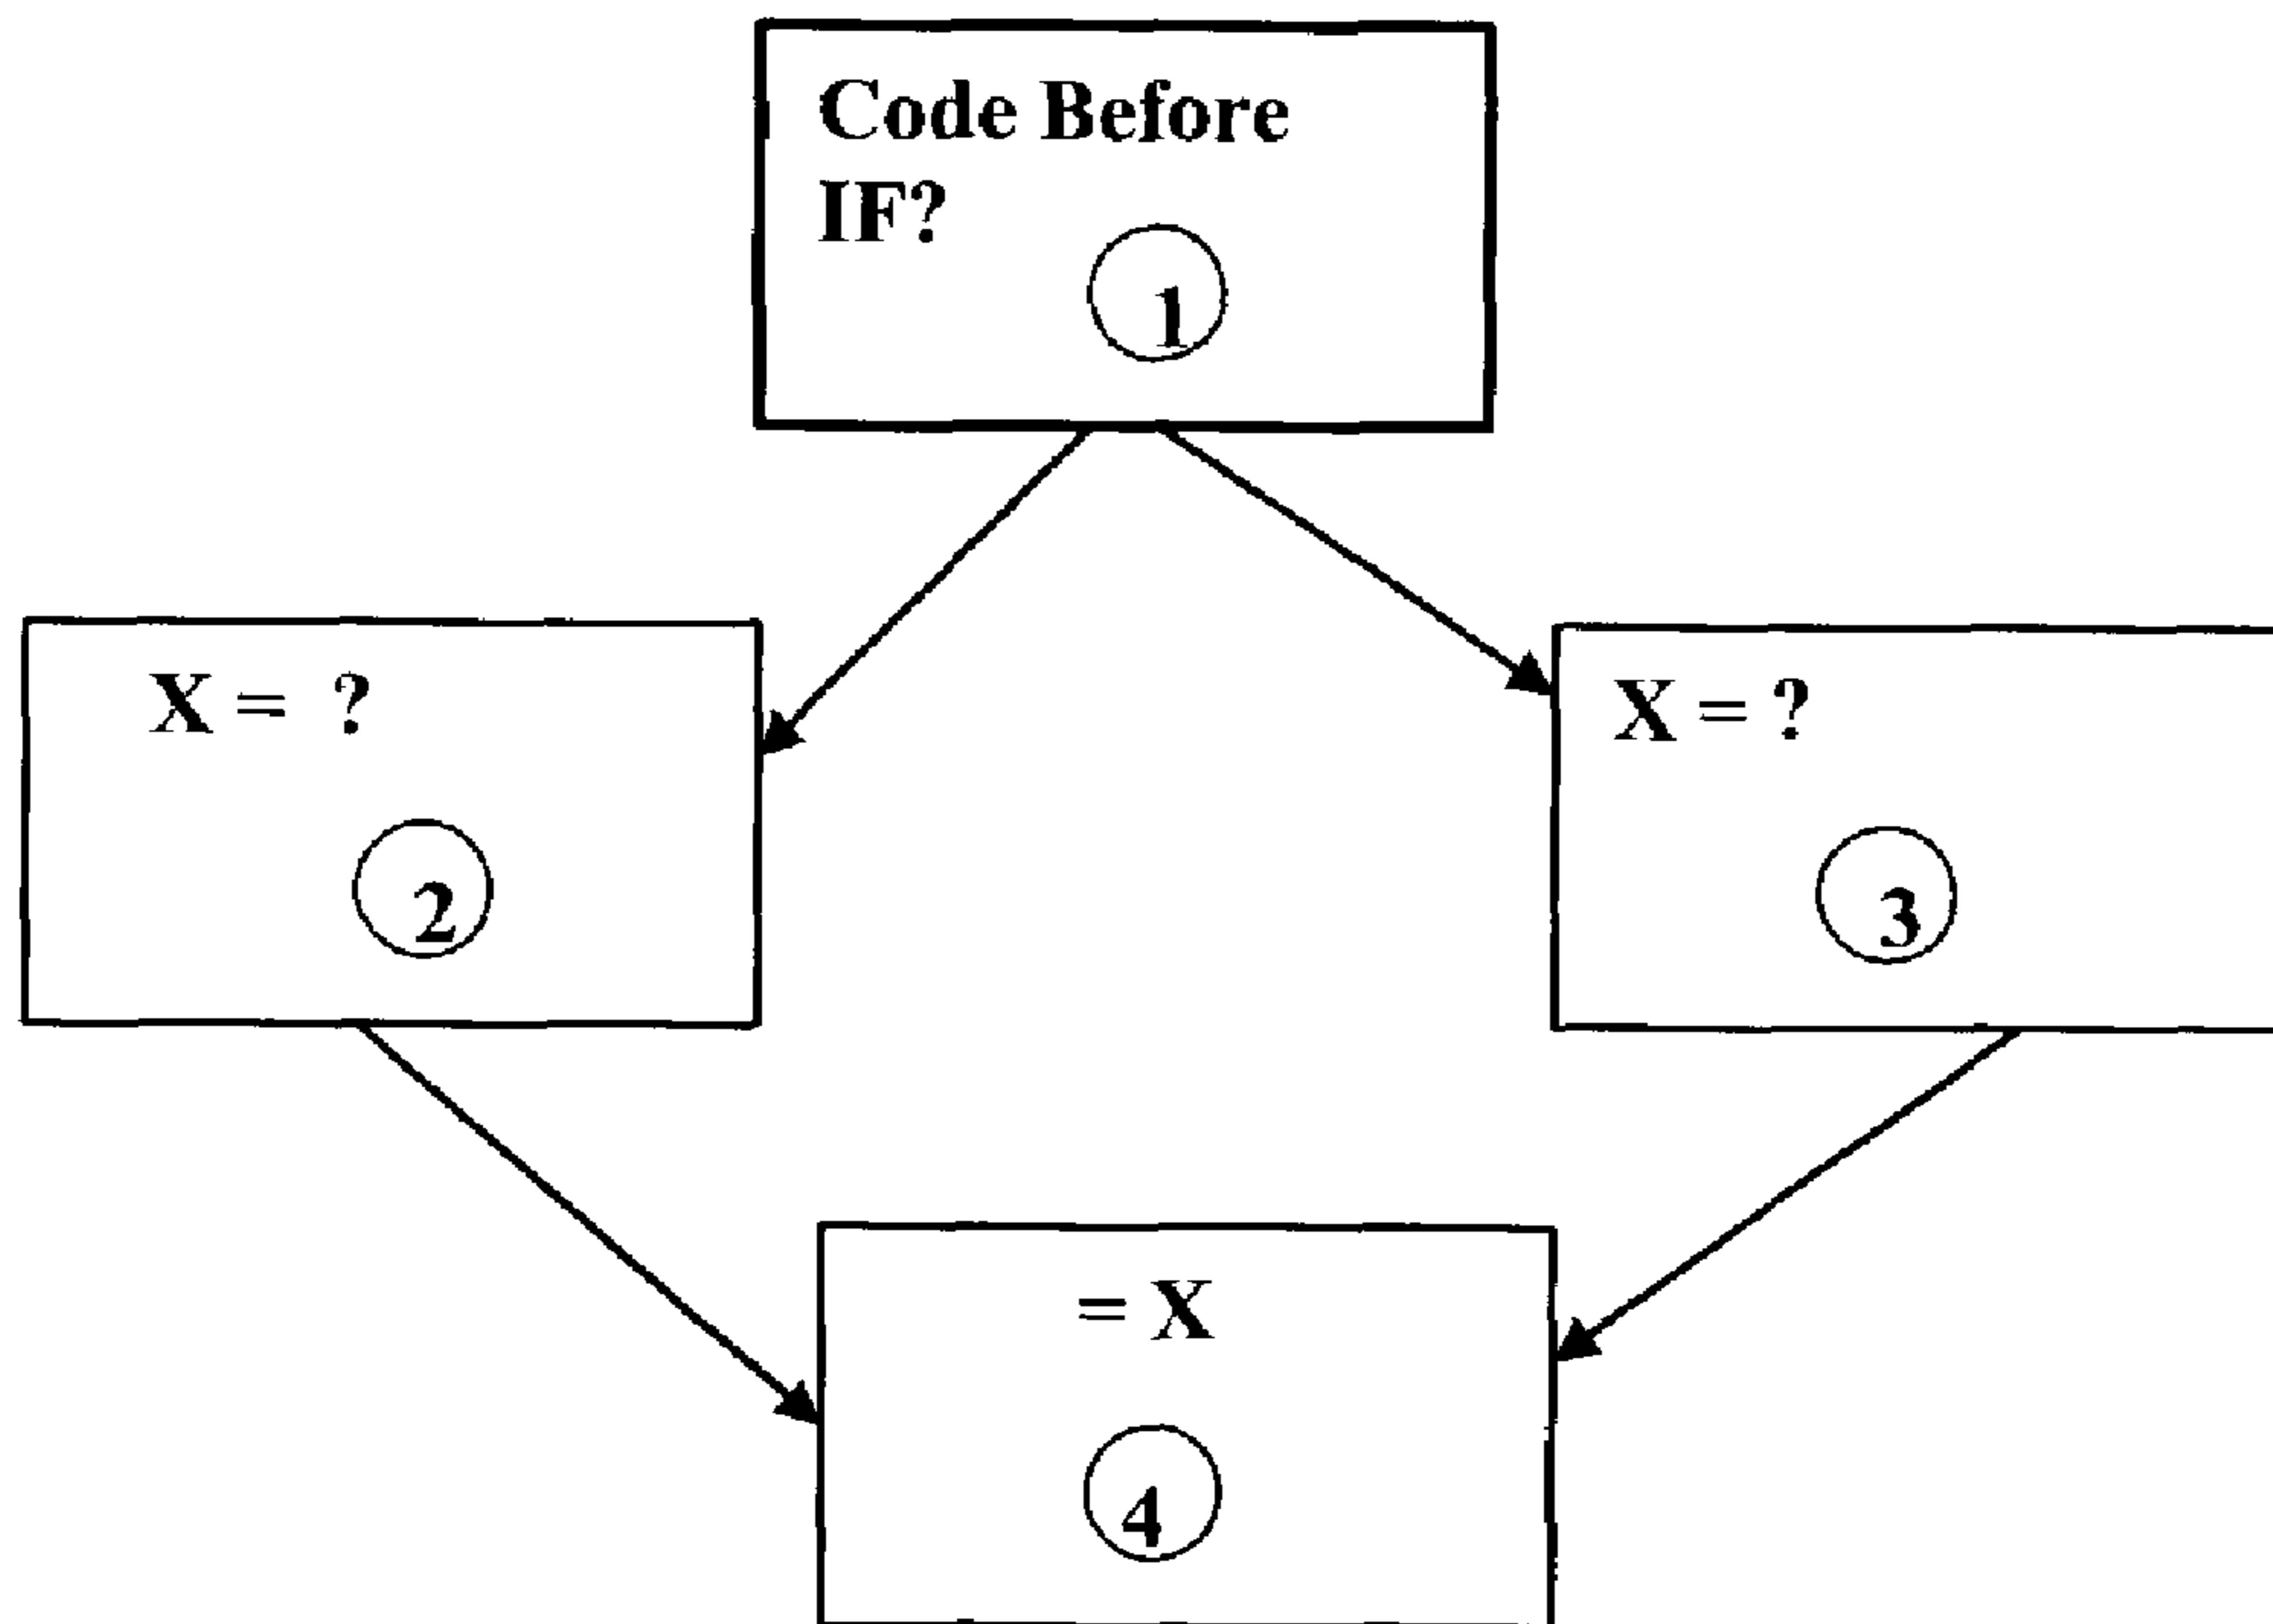 Code Before
IF?
1
X = ?
2
X = ?
3
= X
4